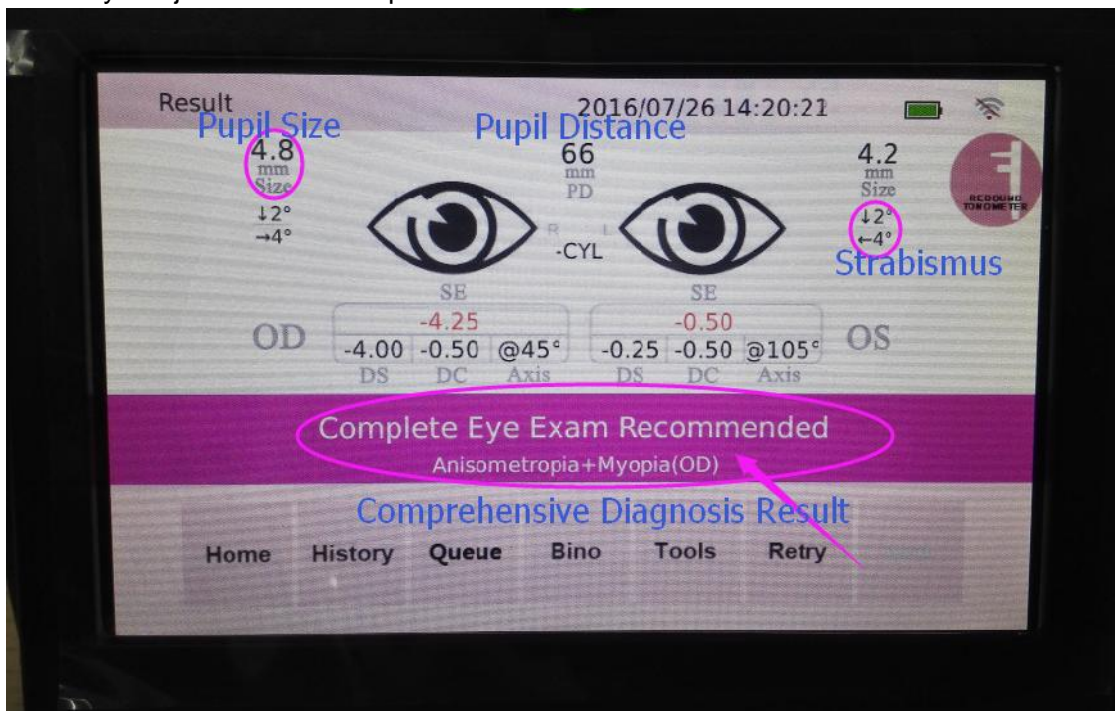 Result 2016/07/26 14:20:21
Pupil Size Pupil Distance
4.8 66 4.2
mm mm mm
Size PD Size
↓2° ↓2°
→4° ←4°
R L
-CYL
Strabismus
SE SE
-4.25 -0.50
OD OS
-4.00 -0.50 @45° -0.25 -0.50 @105°
DS DC Axis DS DC Axis
REBOUND
TONOMETER
Complete Eye Exam Recommended
Anisometropia+Myopia(OD)
Comprehensive Diagnosis Result
Home History Queue Bino Tools Retry